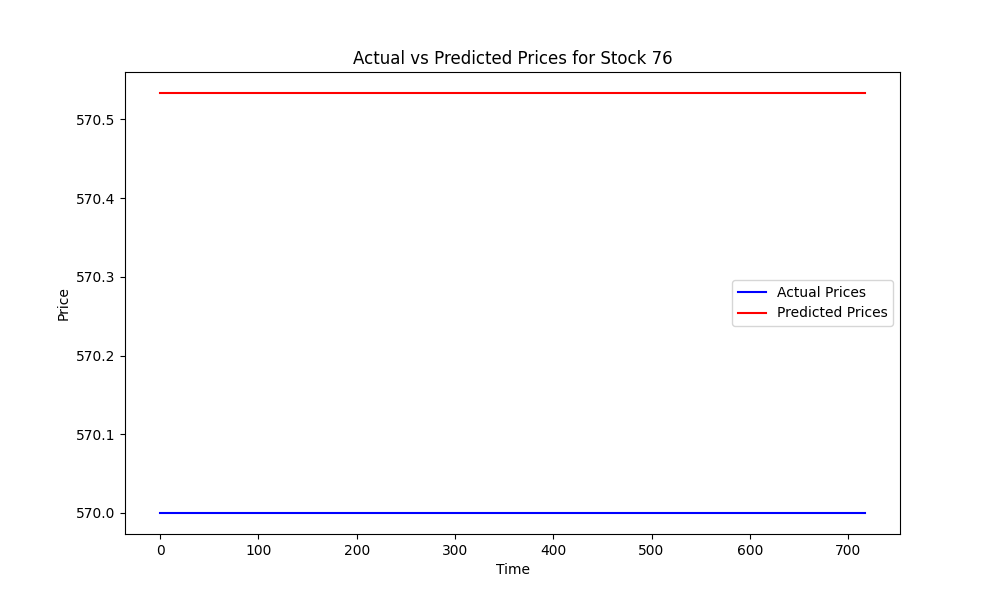 Actual vs Predicted Prices for Stock 76
Price
570.5
570.4
570.3
570.2
570.1
570.0
Actual Prices
Predicted Prices
0 100 200 300 400 500 600 700
Time